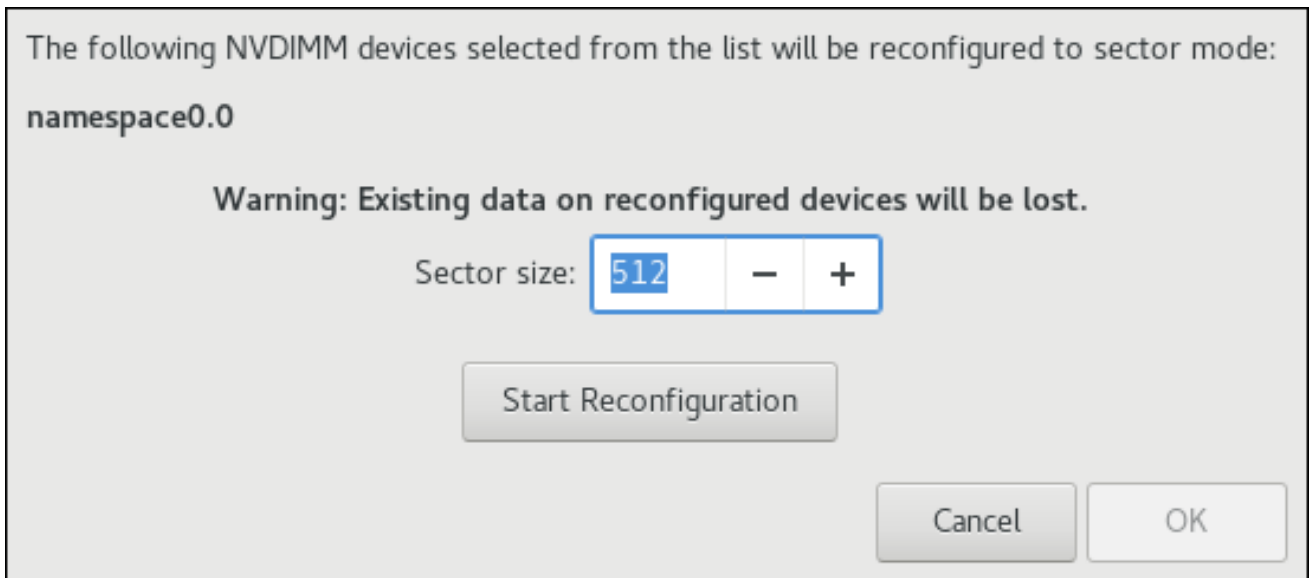 The following NVDIMM devices selected from the list will be reconfigured to sector mode:
namespace0.0
Warning: Existing data on reconfigured devices will be lost.
Sector size: 512 − +
Start Reconfiguration
Cancel OK